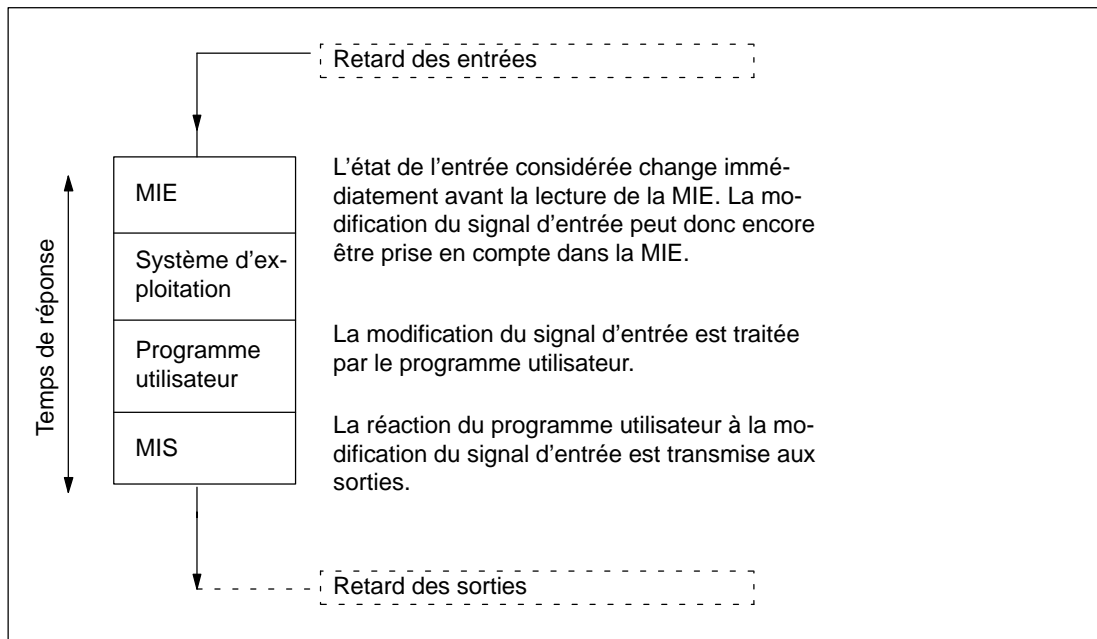 Retard des entrées
MIE
L'état de l'entrée considérée change immé-
diatement avant la lecture de la MIE. La mo-
dification du signal d'entrée peut donc encore
être prise en compte dans la MIE.
Système d'ex-
ploitation
Temps de réponse
Programme
utilisateur
La modification du signal d'entrée est traitée
par le programme utilisateur.
MIS
La réaction du programme utilisateur à la mo-
dification du signal d'entrée est transmise aux
sorties.
Retard des sorties